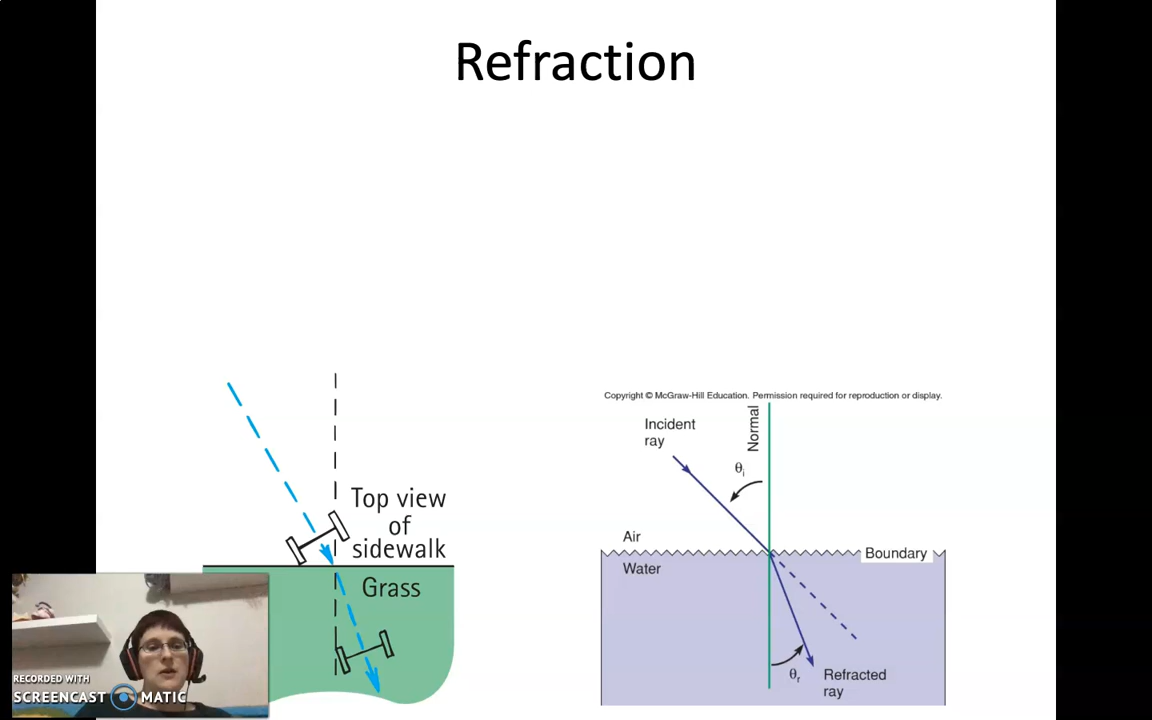 Refraction
Top view
of
sidewalk
Grass
Copyright © McGraw-Hill Education. Permission required for reproduction or display.
Incident
ray
Normal
θi
Air
Boundary
Water
θr
Refracted
ray
RECORDED WITH
SCREENCAST MATIC